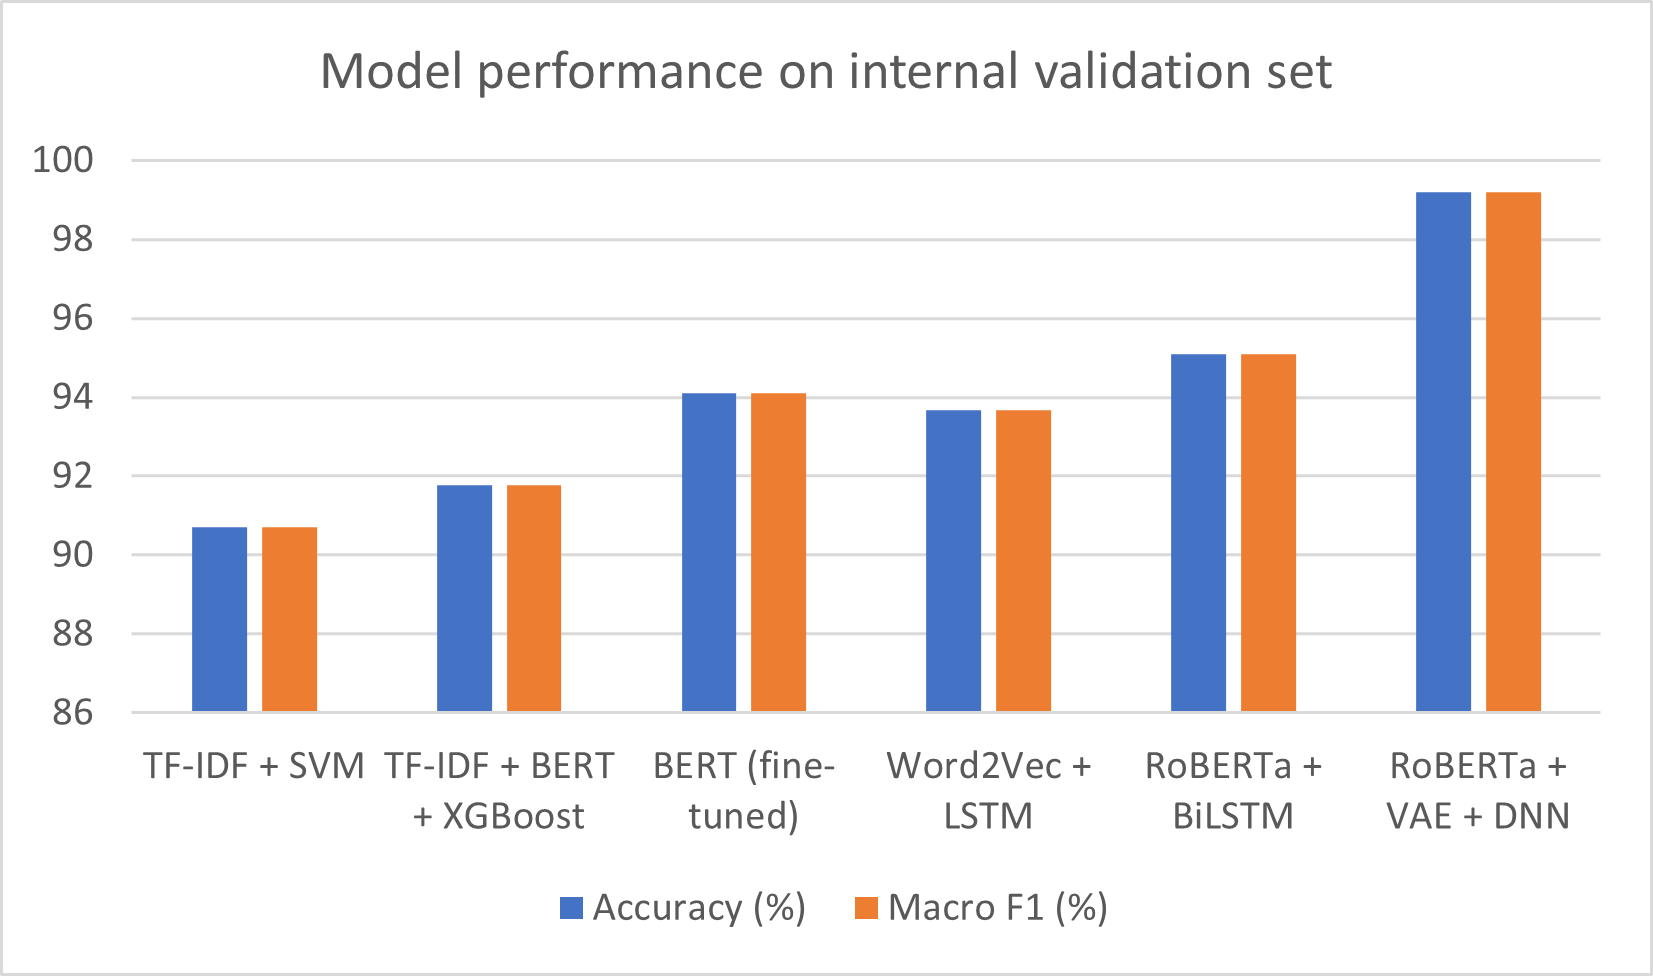 Model performance on internal validation set
100
98
96
94
92
90
88
86
TF-IDF + SVM
TF-IDF + BERT
+ XGBoost
BERT (fine-
tuned)
Word2Vec +
LSTM
RoBERTa +
BiLSTM
RoBERTa +
VAE + DNN
Accuracy (%)
Macro F1 (%)